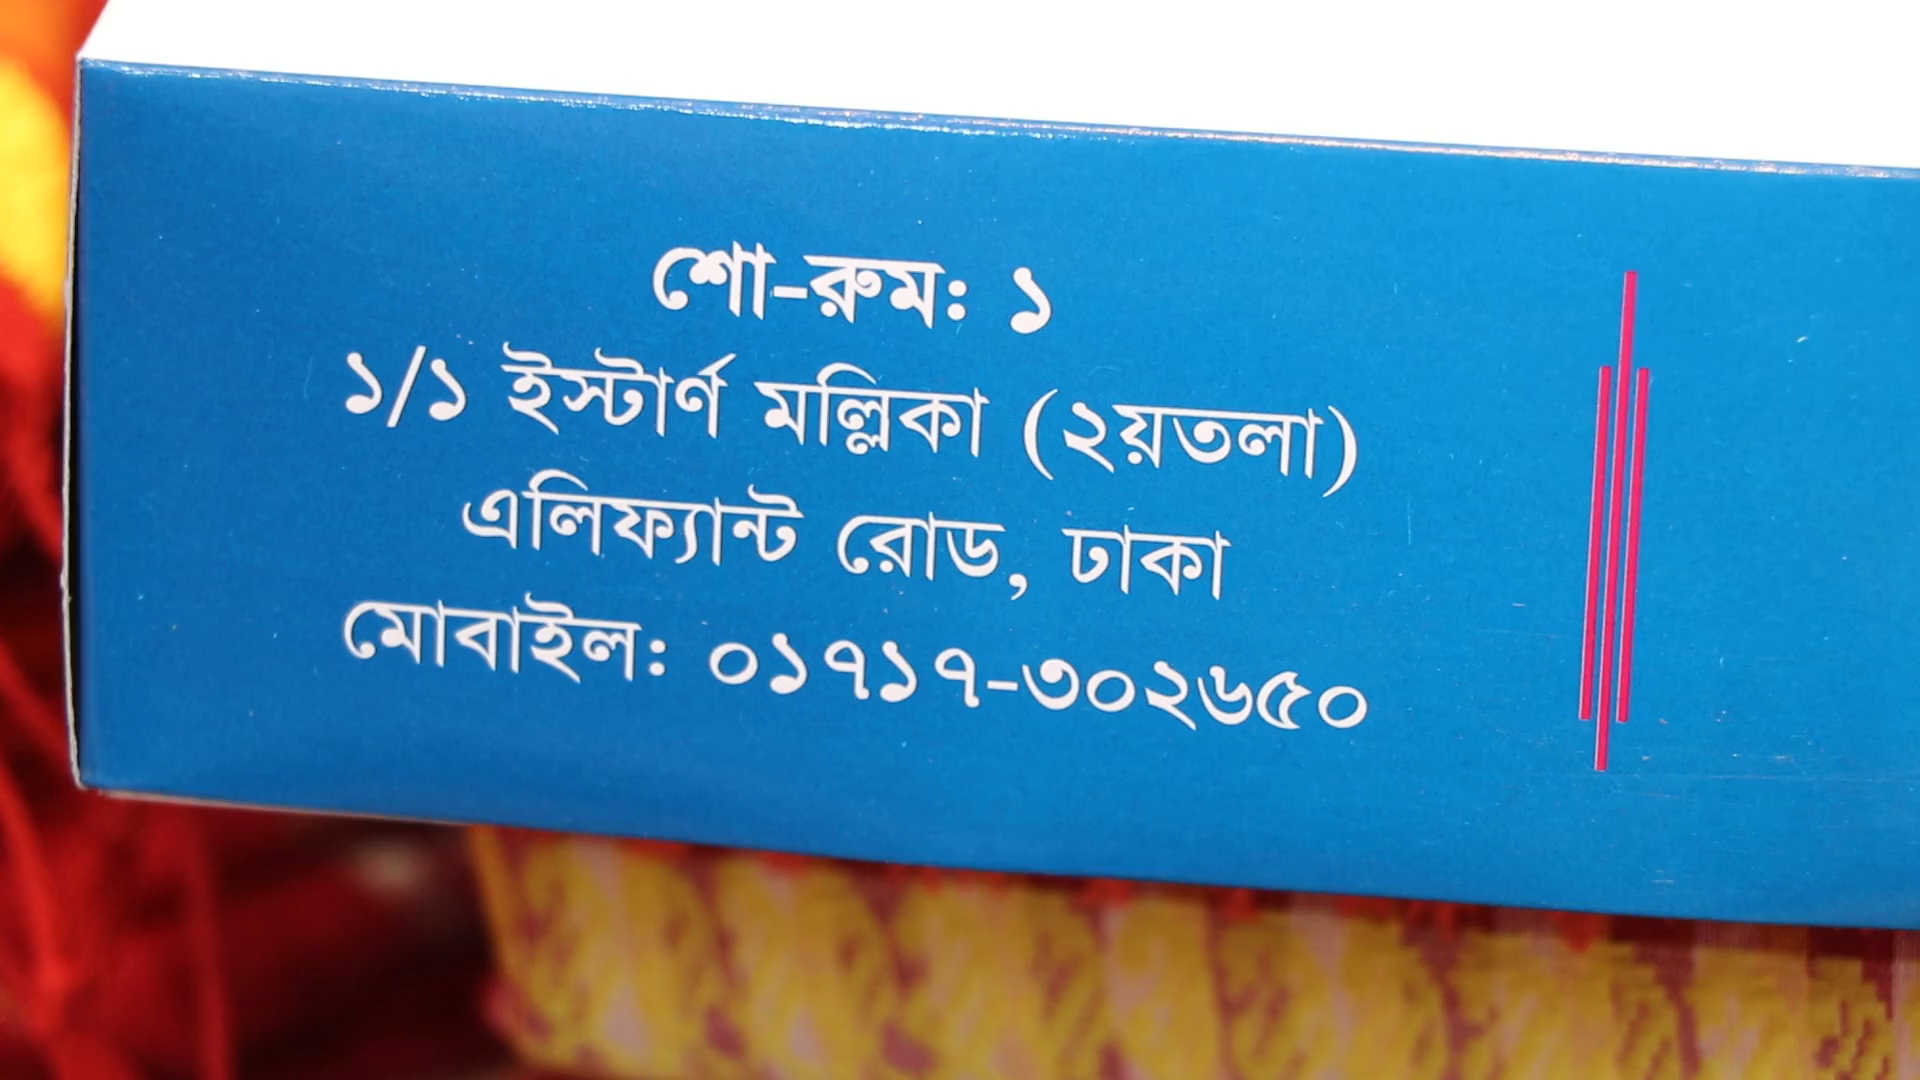 শো-রুম: ১
১/১ ইস্টার্ণ মল্লিকা (২য়তলা)
এলিফ্যান্ট রোড, ঢাকা
মোবাইল: ০১৭১৭-৩০২৬৫০